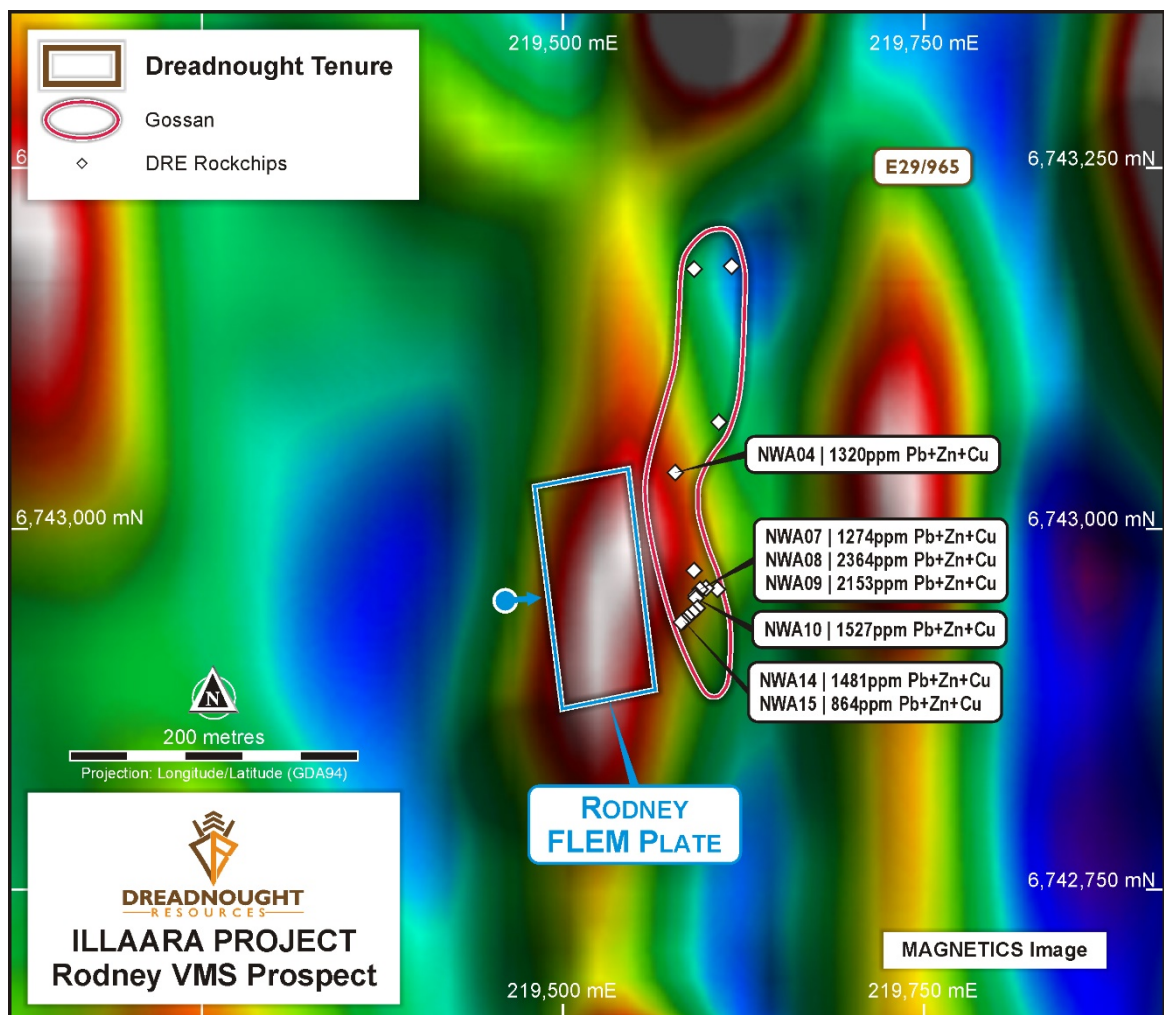 219,500 mE
219,750 mE
Dreadnought Tenure
Gossan
DRE Rockchips
6
6,743,250 mN
E29/965
NWA04 | 1320ppm Pb+Zn+Cu
6,743,000 mN
6,743,000 mN
NWA07 | 1274ppm Pb+Zn+Cu
NWA08 | 2364ppm Pb+Zn+Cu
NWA09 | 2153ppm Pb+Zn+Cu
NWA10 | 1527ppm Pb+Zn+Cu
NWA14 | 1481ppm Pb+Zn+Cu
NWA15 | 864ppm Pb+Zn+Cu
N
200 metres
Projection: Longitude/Latitude (GDA94)
RODNEY
FLEM PLATE
6,742,750 mN
DREADNOUGHT
RESOURCES
ILLAARA PROJECT
Rodney VMS Prospect
MAGNETICS Image
219,500 mE
219,750 mE